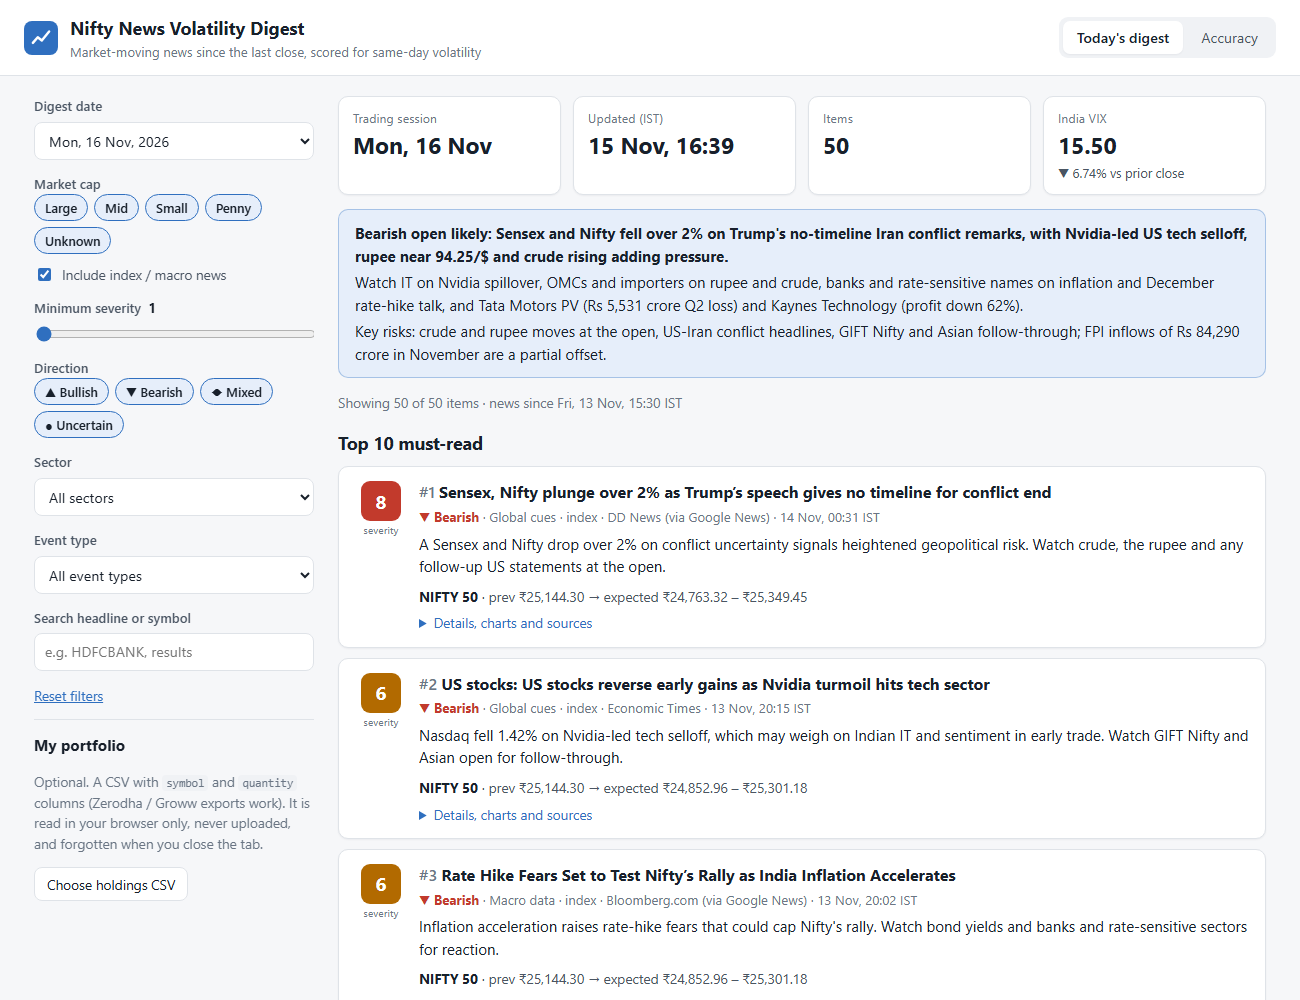 Nifty News Volatility Digest
Market-moving news since the last close, scored for same-day volatility
Today's digest
Accuracy
Digest date
Mon, 16 Nov, 2026
Market cap
Large
Mid
Small
Penny
Unknown
Include index / macro news
Minimum severity 1
Direction
▲ Bullish
▼ Bearish
◆ Mixed
● Uncertain
Sector
All sectors
Event type
All event types
Search headline or symbol
e.g. HDFCBANK, results
Reset filters
My portfolio
Optional. A CSV with symbol and quantity
columns (Zerodha / Groww exports work). It is
read in your browser only, never uploaded,
and forgotten when you close the tab.
Choose holdings CSV
Trading session
Mon, 16 Nov
Updated (IST)
15 Nov, 16:39
Items
50
India VIX
15.50
▼ 6.74% vs prior close
Bearish open likely: Sensex and Nifty fell over 2% on Trump's no-timeline Iran conflict remarks, with Nvidia-led US tech selloff,
rupee near 94.25/$ and crude rising adding pressure.
Watch IT on Nvidia spillover, OMCs and importers on rupee and crude, banks and rate-sensitive names on inflation and December
rate-hike talk, and Tata Motors PV (Rs 5,531 crore Q2 loss) and Kaynes Technology (profit down 62%).
Key risks: crude and rupee moves at the open, US-Iran conflict headlines, GIFT Nifty and Asian follow-through; FPI inflows of Rs 84,290
crore in November are a partial offset.
Showing 50 of 50 items · news since Fri, 13 Nov, 15:30 IST
Top 10 must-read
8
severity
#1 Sensex, Nifty plunge over 2% as Trump’s speech gives no timeline for conflict end
▼ Bearish · Global cues · index · DD News (via Google News) · 14 Nov, 00:31 IST
A Sensex and Nifty drop over 2% on conflict uncertainty signals heightened geopolitical risk. Watch crude, the rupee and any
follow-up US statements at the open.
NIFTY 50 · prev ₹25,144.30 → expected ₹24,763.32 – ₹25,349.45
▶ Details, charts and sources
6
severity
#2 US stocks: US stocks reverse early gains as Nvidia turmoil hits tech sector
▼ Bearish · Global cues · index · Economic Times · 13 Nov, 20:15 IST
Nasdaq fell 1.42% on Nvidia-led tech selloff, which may weigh on Indian IT and sentiment in early trade. Watch GIFT Nifty and
Asian open for follow-through.
NIFTY 50 · prev ₹25,144.30 → expected ₹24,852.96 – ₹25,301.18
▶ Details, charts and sources
6
severity
#3 Rate Hike Fears Set to Test Nifty’s Rally as India Inflation Accelerates
▼ Bearish · Macro data · index · Bloomberg.com (via Google News) · 13 Nov, 20:02 IST
Inflation acceleration raises rate-hike fears that could cap Nifty's rally. Watch bond yields and banks and rate-sensitive sectors
for reaction.
NIFTY 50 · prev ₹25,144.30 → expected ₹24,852.96 – ₹25,301.18